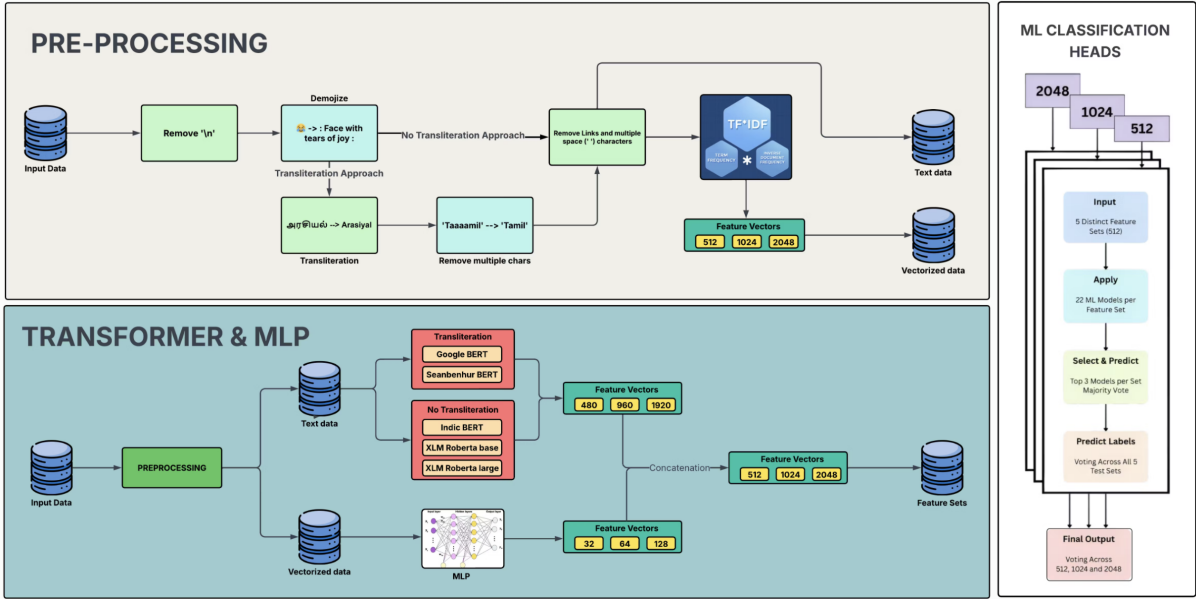 PRE-PROCESSING
Input Data
Remove '\n'
Demojize
😂 -> : Face with
tears of joy :
No Transliteration Approach
Transliteration Approach
அரசியல் --> Arasiyal
Transliteration
'Taaaamil' --> 'Tamil'
Remove multiple chars
Remove Links and multiple
space (' ') characters
TF*IDF
FREQUENCY
*
DOCUMENT
FREQUENCY
Feature Vectors
512
1024
2048
Text data
Vectorized data
TRANSFORMER & MLP
Input Data
PREPROCESSING
Text data
Vectorized data
Transliteration
Google BERT
Seanbenhur BERT
No Transliteration
Indic BERT
XLM Roberta base
XLM Roberta large
MLP
Feature Vectors
480
960
1920
Feature Vectors
32
64
128
Concatenation
Feature Vectors
512
1024
2048
Feature Sets
ML CLASSIFICATION
HEADS
2048
1024
512
Input
5 Distinct Feature
Sets (512)
Apply
22 ML Models per
Feature Set
Select & Predict
Top 3 Models per Set
Majority Vote
Predict Labels
Voting Across All 5
Test Sets
Final Output
Voting Across
512, 1024 and 2048